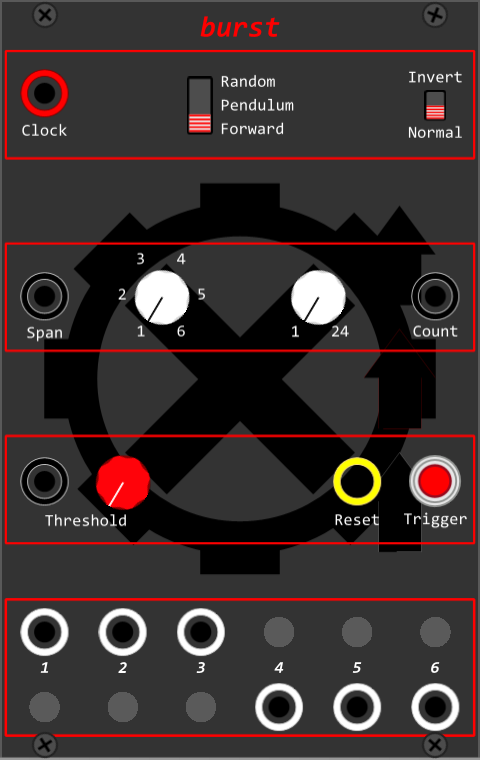 burst
Random
Invert
Pendulum
Clock
Forward
Normal
3 4
2 5
Span
1 6
1 24
Count
Threshold
Reset
Trigger
1 2 3 4 5 6